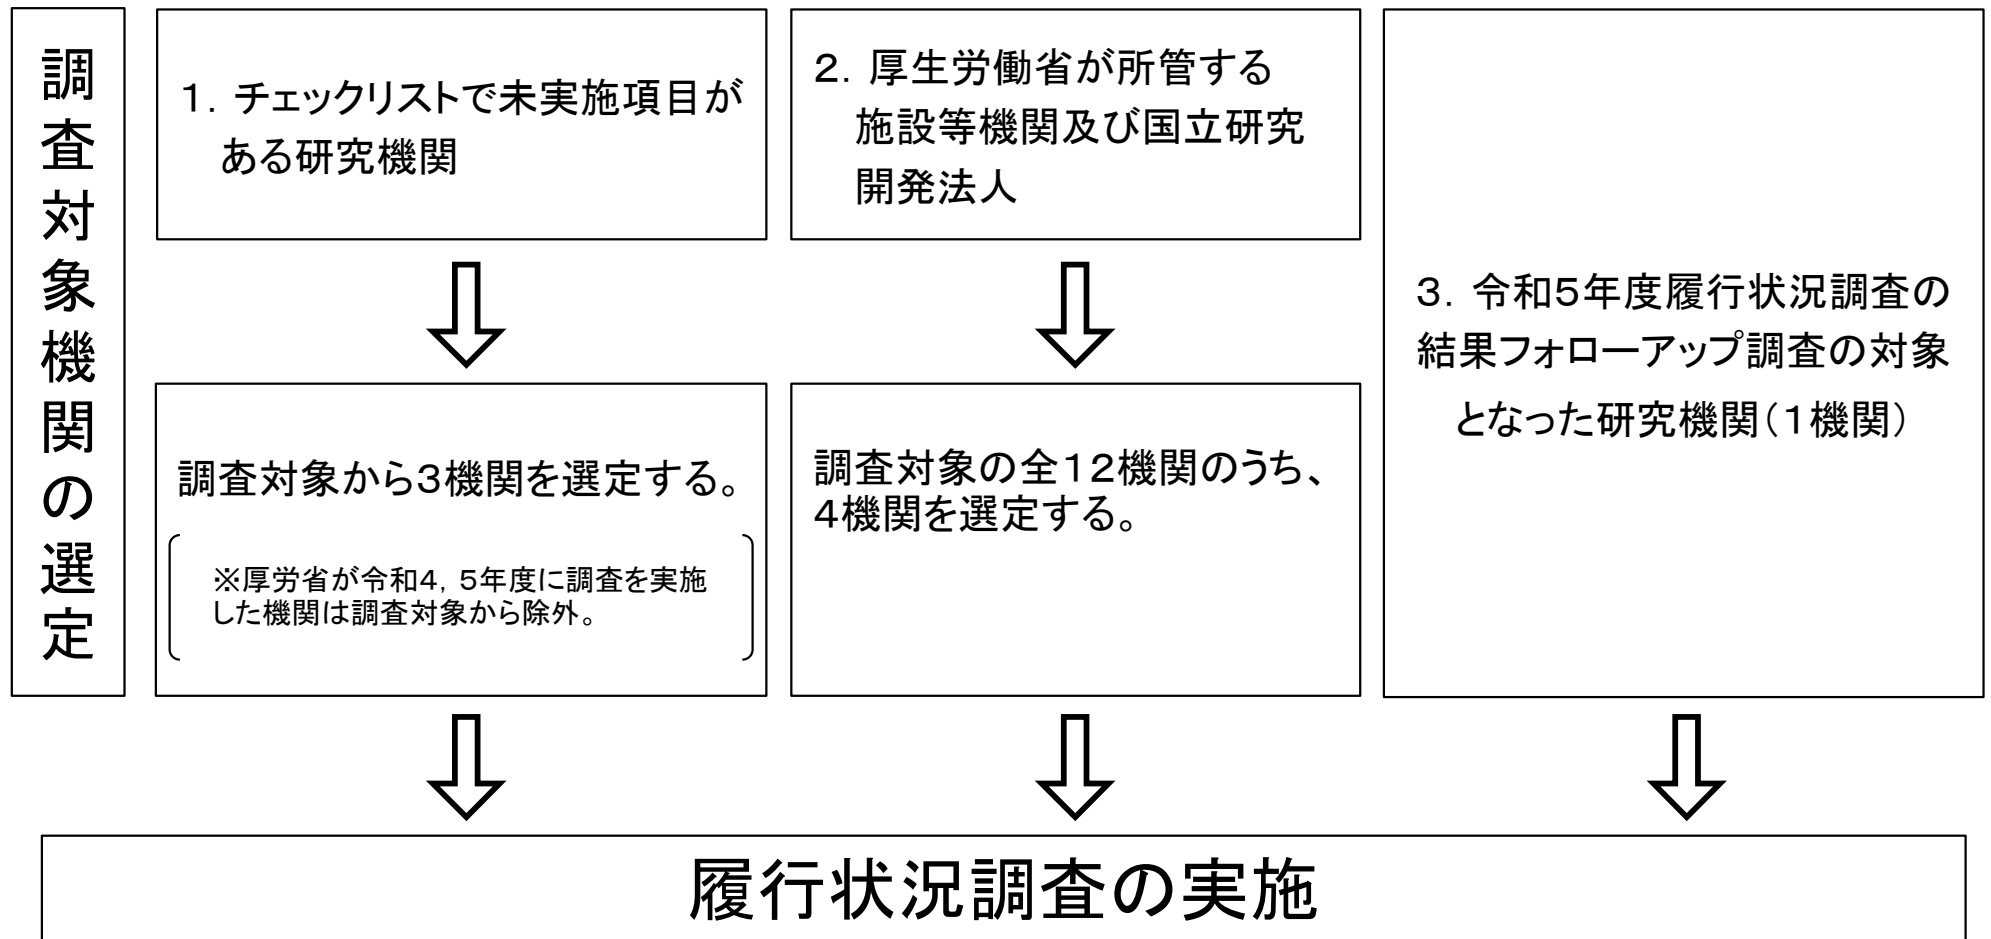 調査対象機関の選定
１．チェックリストで未実施項目が
ある研究機関
２．厚生労働省が所管する
施設等機関及び国立研究
開発法人
３．令和５年度履行状況調査の
結果フォローアップ調査の対象
となった研究機関（１機関）
調査対象から３機関を選定する。
※厚労省が令和４，５年度に調査を実施
した機関は調査対象から除外。
調査対象の全１２機関のうち、
４機関を選定する。
履行状況調査の実施